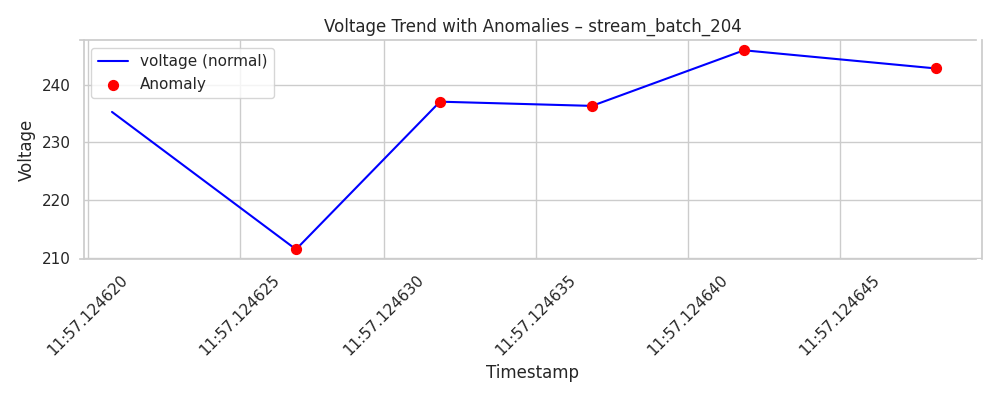 Voltage Trend with Anomalies – stream_batch_204
voltage (normal)
Anomaly
Voltage
240
230
220
210
11:57.124620
11:57.124625
11:57.124630
11:57.124635
11:57.124640
11:57.124645
Timestamp